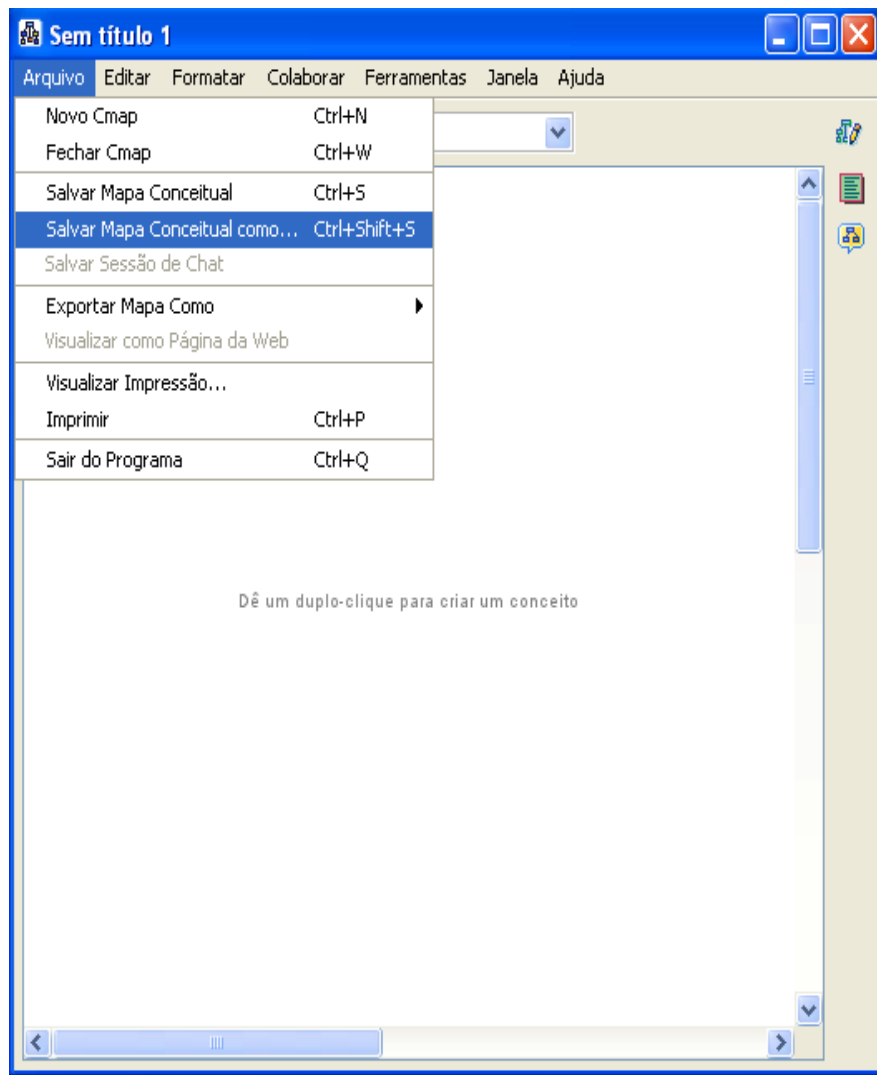 Sem título 1
Arquivo Editar Formatar Colaborar Ferramentas Janela Ajuda
Novo Cmap Ctrl+N
Fechar Cmap Ctrl+W
Salvar Mapa Conceitual Ctrl+S
Salvar Mapa Conceitual como... Ctrl+Shift+S
Salvar Sessão de Chat
Exportar Mapa Como
Visualizar como Página da Web
Visualizar Impressão...
Imprimir Ctrl+P
Sair do Programa Ctrl+Q
Dê um duplo-clique para criar um conceito